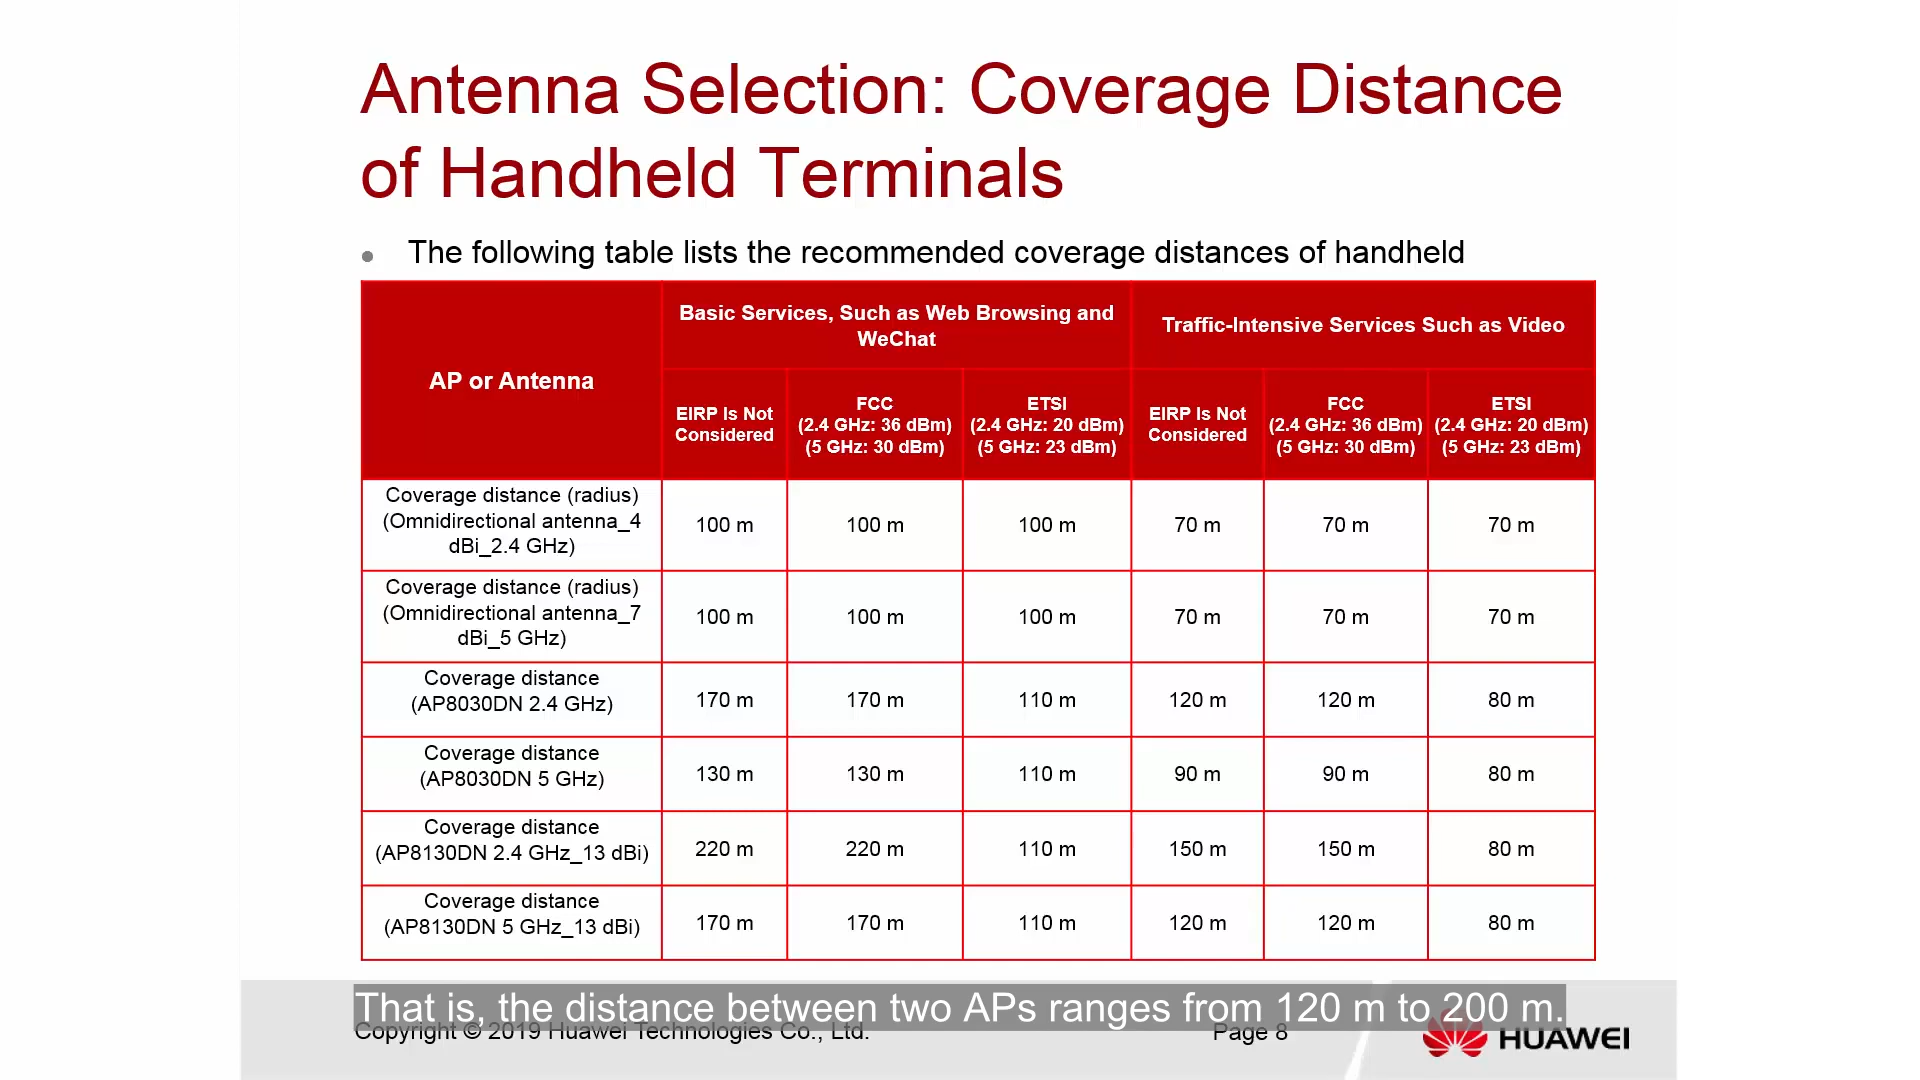 Antenna Selection: Coverage Distance
of Handheld Terminals
The following table lists the recommended coverage distances of handheld
AP or Antenna
Basic Services, Such as Web Browsing and
WeChat
Traffic-Intensive Services Such as Video
EIRP Is Not
Considered
FCC
(2.4 GHz: 36 dBm)
(5 GHz: 30 dBm)
ETSI
(2.4 GHz: 20 dBm)
(5 GHz: 23 dBm)
EIRP Is Not
Considered
FCC
(2.4 GHz: 36 dBm)
(5 GHz: 30 dBm)
ETSI
(2.4 GHz: 20 dBm)
(5 GHz: 23 dBm)
Coverage distance (radius)
(Omnidirectional antenna_4
dBi_2.4 GHz)
100 m
100 m
100 m
70 m
70 m
70 m
Coverage distance (radius)
(Omnidirectional antenna_7
dBi_5 GHz)
100 m
100 m
100 m
70 m
70 m
70 m
Coverage distance
(AP8030DN 2.4 GHz)
170 m
170 m
110 m
120 m
120 m
80 m
Coverage distance
(AP8030DN 5 GHz)
130 m
130 m
110 m
90 m
90 m
80 m
Coverage distance
(AP8130DN 2.4 GHz_13 dBi)
220 m
220 m
110 m
150 m
150 m
80 m
Coverage distance
(AP8130DN 5 GHz_13 dBi)
170 m
170 m
110 m
120 m
120 m
80 m
That is, the distance between two APs ranges from 120 m to 200 m.
Copyright © 2019 Huawei Technologies Co., Ltd.
Page 8
HUAWEI